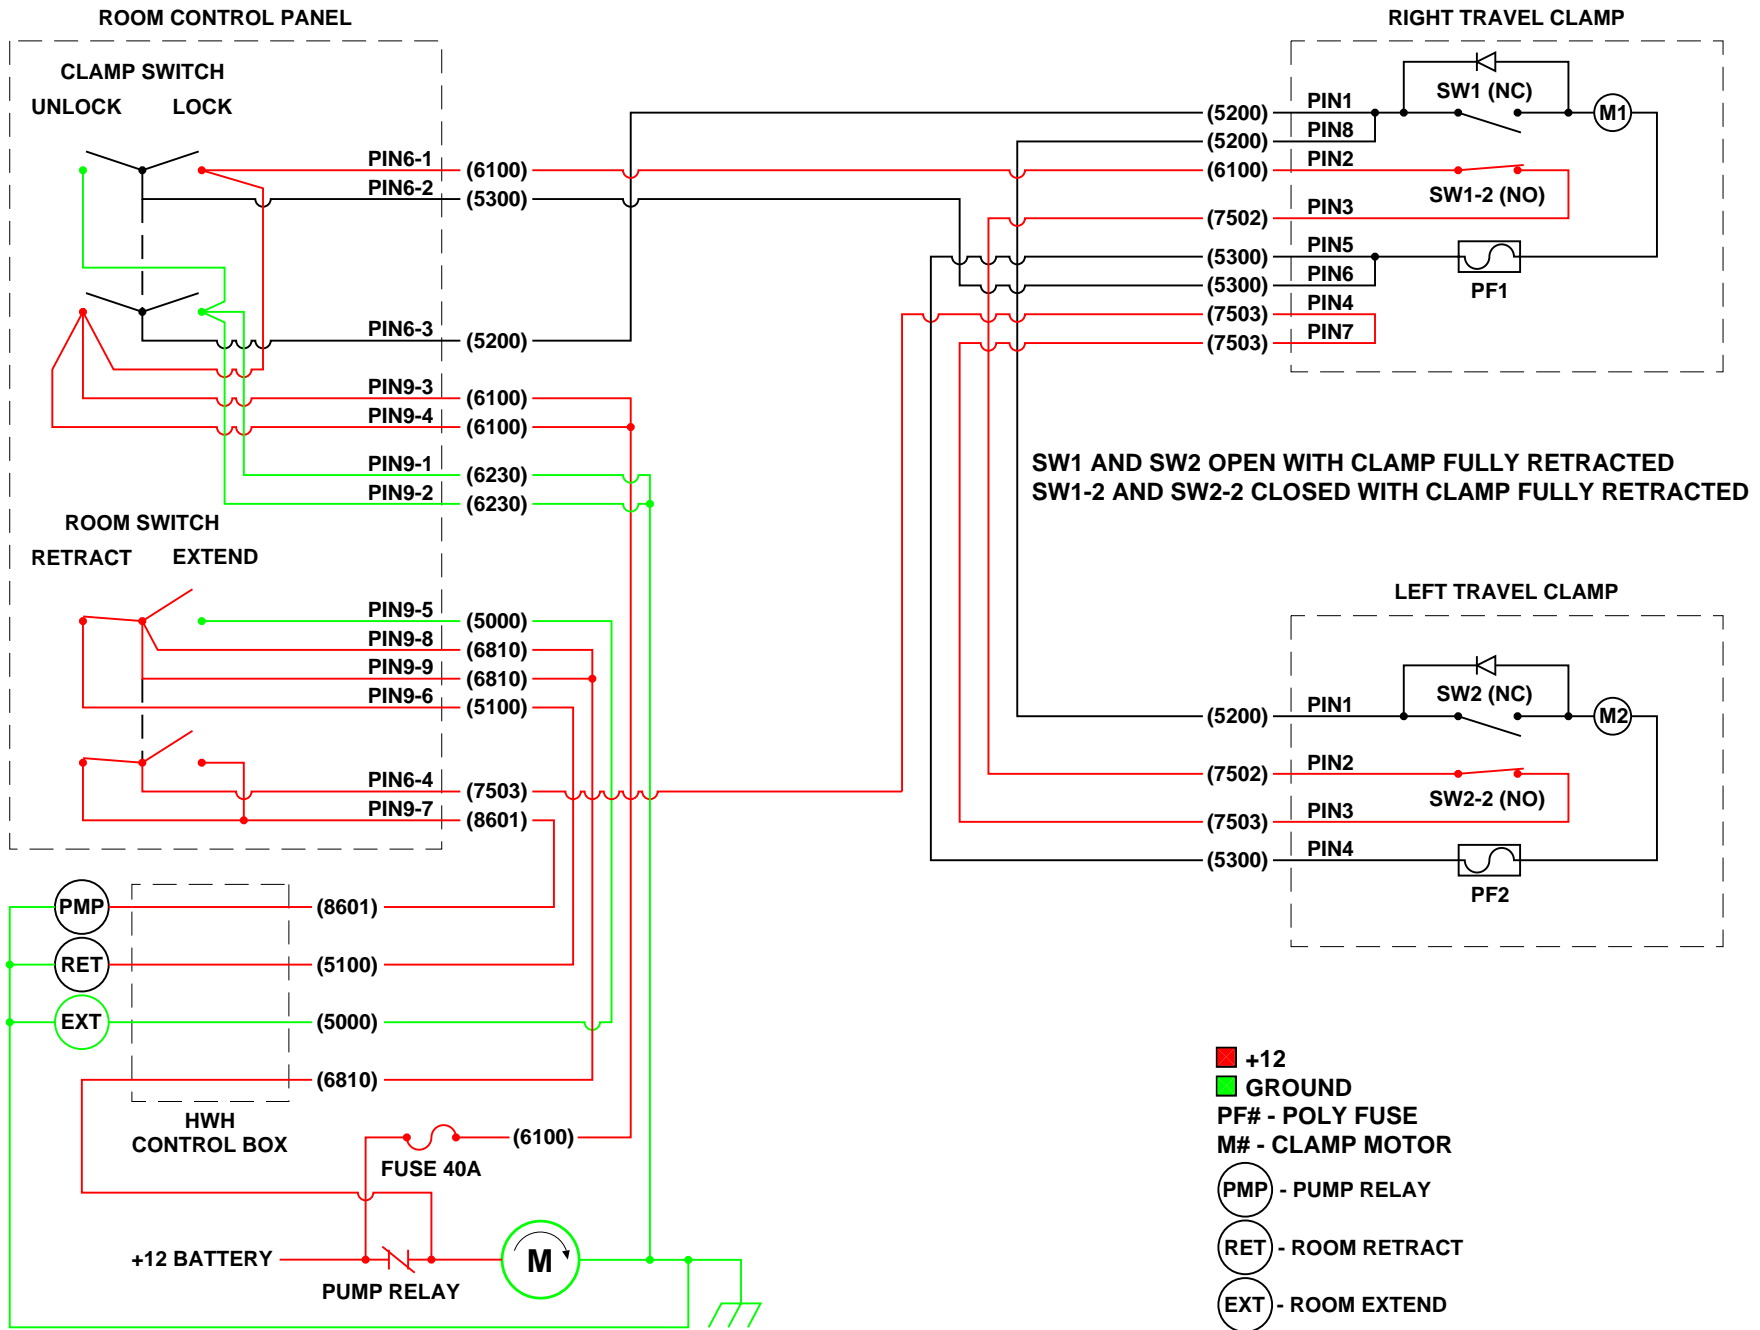 ROOM CONTROL PANEL
CLAMP SWITCH
UNLOCK LOCK
PIN6-1 (6100)
PIN6-2 (5300)
PIN6-3 (5200)
PIN9-3 (6100)
PIN9-4 (6100)
PIN9-1 (6230)
PIN9-2 (6230)
ROOM SWITCH
RETRACT EXTEND
PIN9-5 (5000)
PIN9-8 (6810)
PIN9-9 (6810)
PIN9-6 (5100)
PIN6-4 (7503)
PIN9-7 (8601)
PMP (8601)
RET (5100)
EXT (5000)
(6810)
HWH
CONTROL BOX
(6100)
FUSE 40A
+12 BATTERY
M
PUMP RELAY
RIGHT TRAVEL CLAMP
SW1 (NC)
(5200) PIN1 M1
(5200) PIN8
(6100) PIN2
SW1-2 (NO)
(7502) PIN3
(5300) PIN5
(5300) PIN6
PF1
(7503) PIN4
(7503) PIN7
SW1 AND SW2 OPEN WITH CLAMP FULLY RETRACTED
SW1-2 AND SW2-2 CLOSED WITH CLAMP FULLY RETRACTED
LEFT TRAVEL CLAMP
SW2 (NC)
(5200) PIN1 M2
(7502) PIN2
SW2-2 (NO)
(7503) PIN3
(5300) PIN4
PF2
+12
GROUND
PF# - POLY FUSE
M# - CLAMP MOTOR
PMP - PUMP RELAY
RET - ROOM RETRACT
EXT - ROOM EXTEND